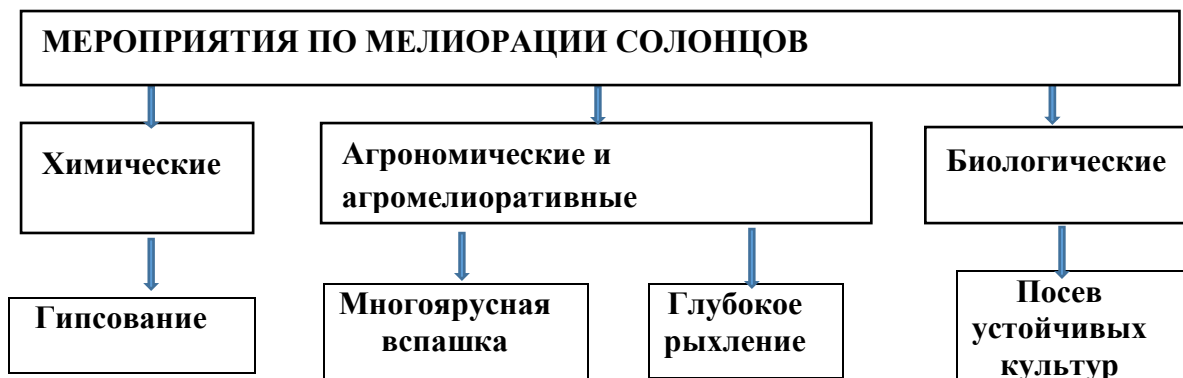 МЕРОПРИЯТИЯ ПО МЕЛИОРАЦИИ СОЛОНЦОВ
Химические
Агрономические и
агромелиоративные
Биологические
Гипсование
Многоярусная
вспашка
Глубокое
рыхление
Посев
устойчивых
культур